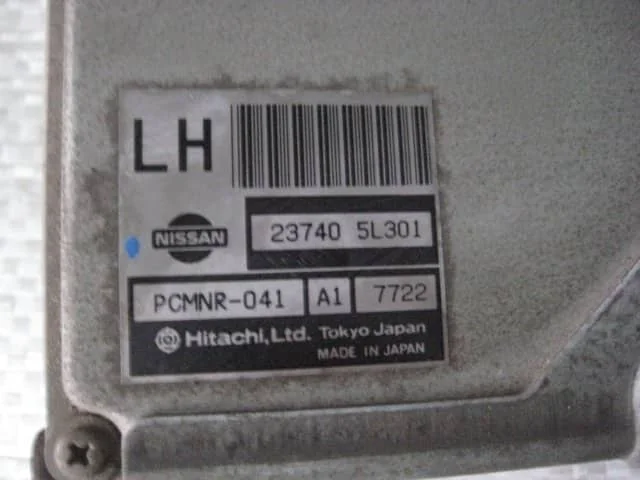 LH
NISSAN
23740 5L301
PCMNR-041 A1 7722
Hitachi, Ltd. Tokyo Japan
MADE IN JAPAN